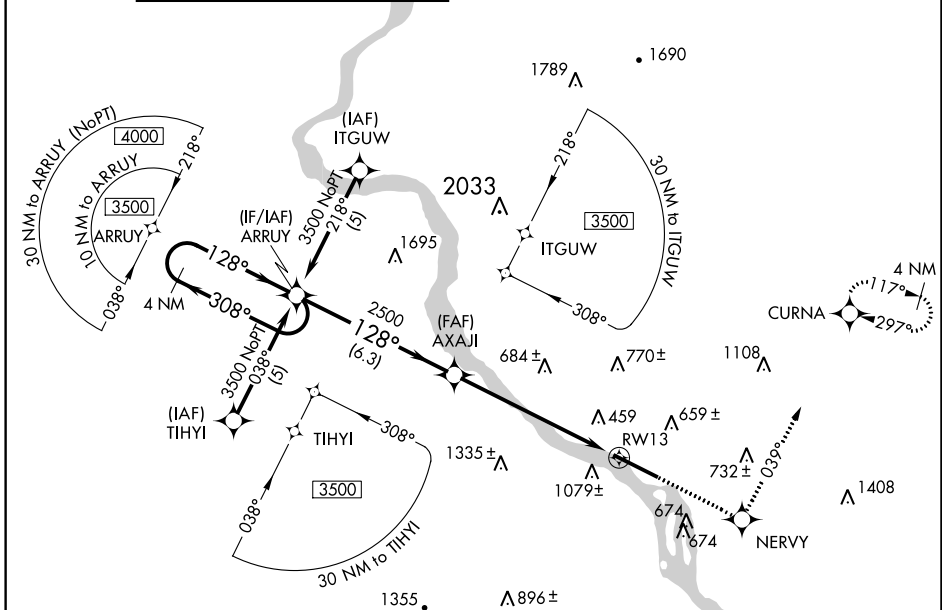 1690
1789
30 NM to ARRUY (NoPT)
4000
218°
10 NM to ARRUY
3500
ARRUY
038°
(IAF)
ITGUW
3500 NoPT
218°
(5)
(IF/IAF)
ARRUY
2033
218°
30 NM to ITGUW
3500
ITGUW
308°
1695
128°
4 NM
308°
2500
128°
(6.3)
(FAF)
AXAJI
4 NM
117°
CURNA
297°
3500 NoPT
038°
(5)
(IAF)
TIHYI
684 ±
770 ±
1108
TIHYI
308°
459
659 ±
RW13
1335 ±
1079±
732 ±
039°
3500
038°
30 NM to TIHYI
1408
674
674
NERVY
1355
896 ±